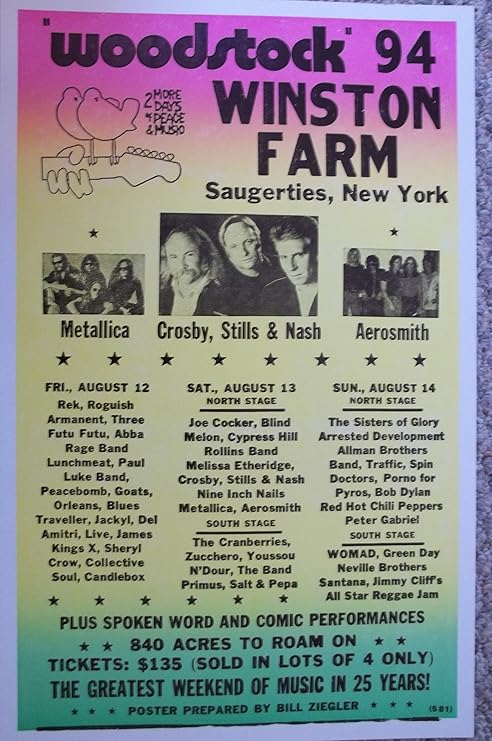 "woodstock" 94
2 MORE
DAYS
of PEACE
& MUSIC
WINSTON
FARM
Saugerties, New York
Metallica
Crosby, Stills & Nash
Aerosmith
FRI., AUGUST 12
Rek, Roguish
Armanent, Three
Futu Futu, Abba
Rage Band
Lunchmeat, Paul
Luke Band,
Peacebomb, Goats,
Orleans, Blues
Traveller, Jackyl, Del
Amitri, Live, James
Kings X, Sheryl
Crow, Collective
Soul, Candlebox
SAT., AUGUST 13
NORTH STAGE
Joe Cocker, Blind
Melon, Cypress Hill
Rollins Band
Melissa Etheridge,
Crosby, Stills & Nash
Nine Inch Nails
Metallica, Aerosmith
SOUTH STAGE
The Cranberries,
Zucchero, Youssou
N'Dour, The Band
Primus, Salt & Pepa
SUN., AUGUST 14
NORTH STAGE
The Sisters of Glory
Arrested Development
Allman Brothers
Band, Traffic, Spin
Doctors, Porno for
Pyros, Bob Dylan
Red Hot Chili Peppers
Peter Gabriel
SOUTH STAGE
WOMAD, Green Day
Neville Brothers
Santana, Jimmy Cliff's
All Star Reggae Jam
PLUS SPOKEN WORD AND COMIC PERFORMANCES
840 ACRES TO ROAM ON
TICKETS: $135 (SOLD IN LOTS OF 4 ONLY)
THE GREATEST WEEKEND OF MUSIC IN 25 YEARS!
POSTER PREPARED BY BILL ZIEGLER
(581)